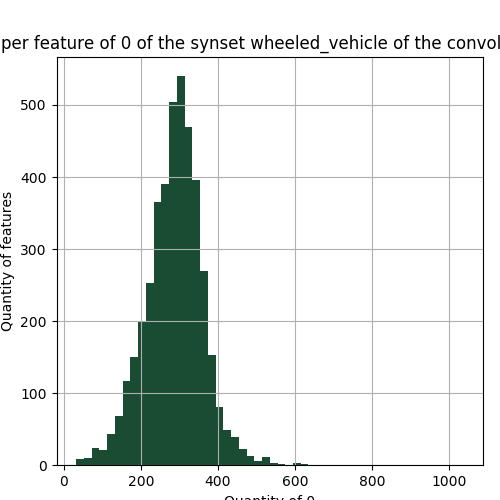 per feature of 0 of the synset wheeled_vehicle of the convol
500
400
300
200
100
0
Quantity of features
0 200 400 600 800 1000
Quantity of 0